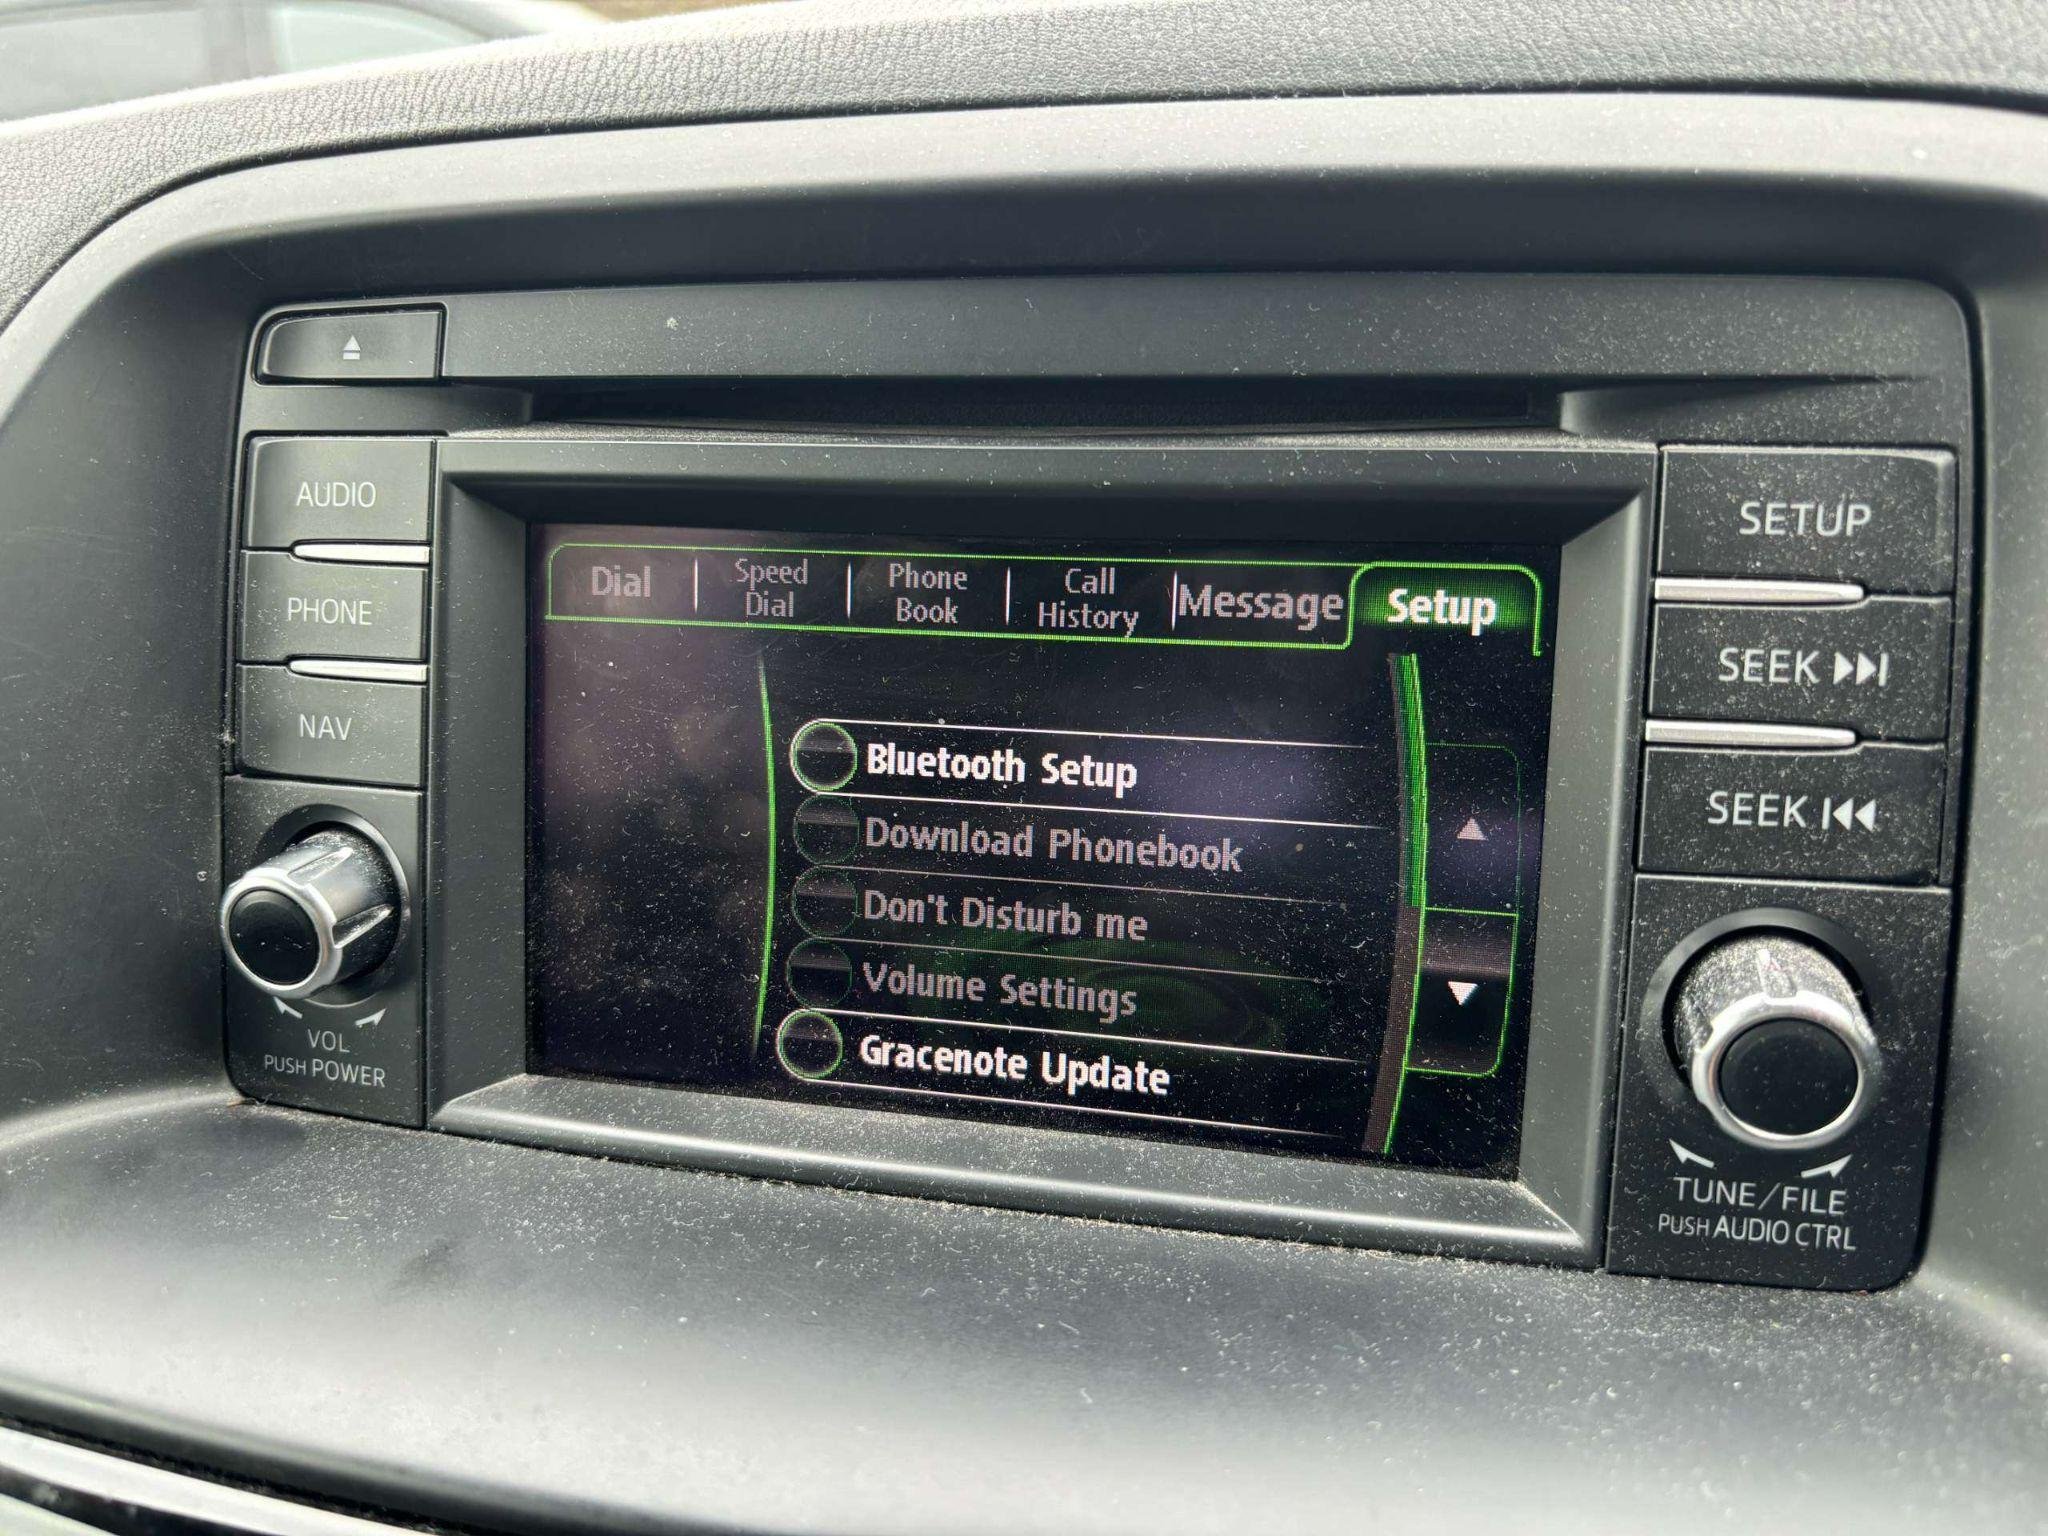 AUDIO
PHONE
NAV
VOL
PUSH POWER
Dial
Speed
Dial
Phone
Book
Call
History
Message
Setup
Bluetooth Setup
Download Phonebook
Don't Disturb me
Volume Settings
Gracenote Update
SETUP
SEEK
SEEK
TUNE/FILE
PUSH AUDIO CTRL